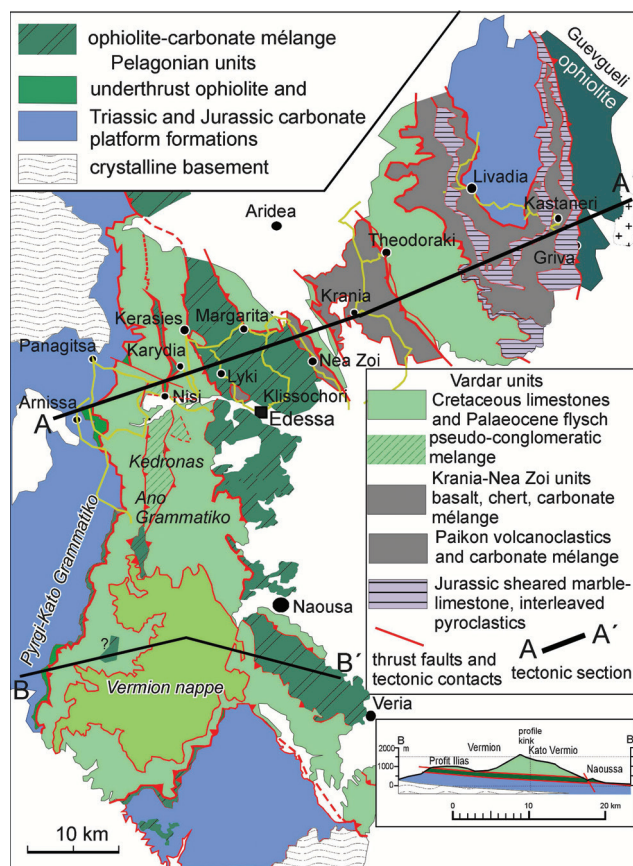 ophiolite-carbonate mélange
Pelagonian units
underthrust ophiolite and
Triassic and Jurassic carbonate
platform formations
crystalline basement
Guevgueli
ophiolite
Livadia
A´
Kastaneri
Aridea
Theodoraki
Griva
Krania
Kerasies
Margarita
Panagitsa
Karydia
Nea Zoi
Lyki
Arnissa
Nisi
Klissochori
A
Edessa
Kedronas
Ano
Grammatiko
Pyrgi-Kato Grammatiko
Naousa
?
B
B´
Vermion nappe
Veria
10 km
Vardar units
Cretaceous limestones
and Palaeocene flysch
pseudo-conglomeratic
melange
Krania-Nea Zoi units
basalt, chert, carbonate
mélange
Paikon volcanoclastics
and carbonate mélange
Jurassic sheared marble-
limestone, interleaved
pyroclastics
A A´
thrust faults and
tectonic contacts
tectonic section
B profile kink B
2000 m Vermion Kato Vermio
1000 Profit Ilias Naoussa
0
0 10 20 km